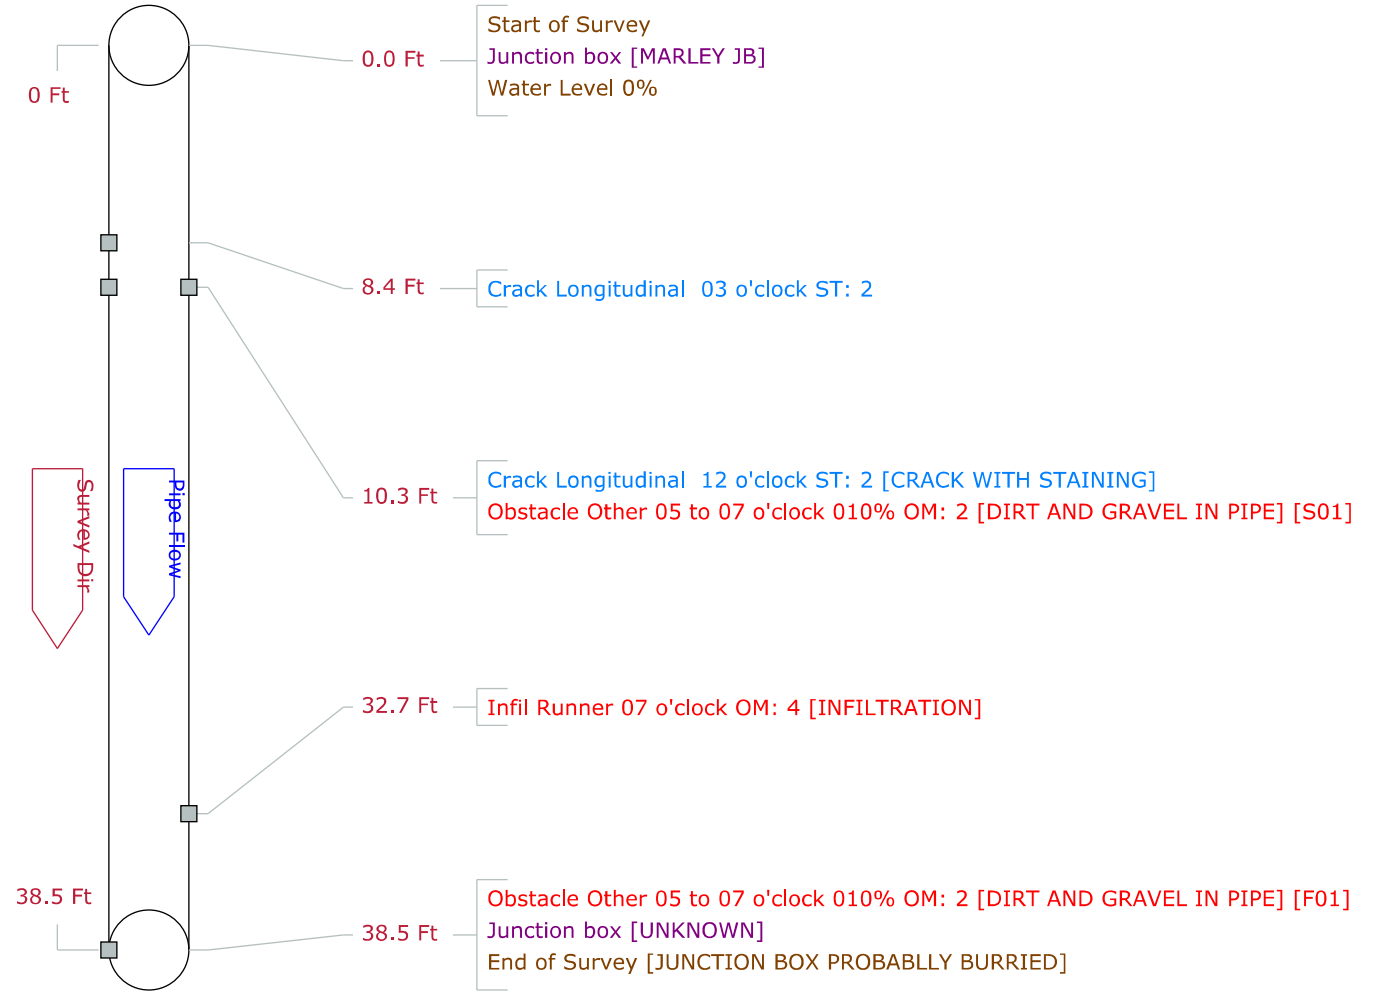 Start of Survey
0.0 Ft
Junction box [MARLEY JB]
Water Level 0%
0 Ft
8.4 Ft
Crack Longitudinal  03 o'clock ST: 2
Survey Dir
Pipe Flow
10.3 Ft
Crack Longitudinal  12 o'clock ST: 2 [CRACK WITH STAINING]
Obstacle Other 05 to 07 o'clock 010% OM: 2 [DIRT AND GRAVEL IN PIPE] [S01]
32.7 Ft
Infil Runner 07 o'clock OM: 4 [INFILTRATION]
38.5 Ft
38.5 Ft
Obstacle Other 05 to 07 o'clock 010% OM: 2 [DIRT AND GRAVEL IN PIPE] [F01]
Junction box [UNKNOWN]
End of Survey [JUNCTION BOX PROBABLLY BURRIED]